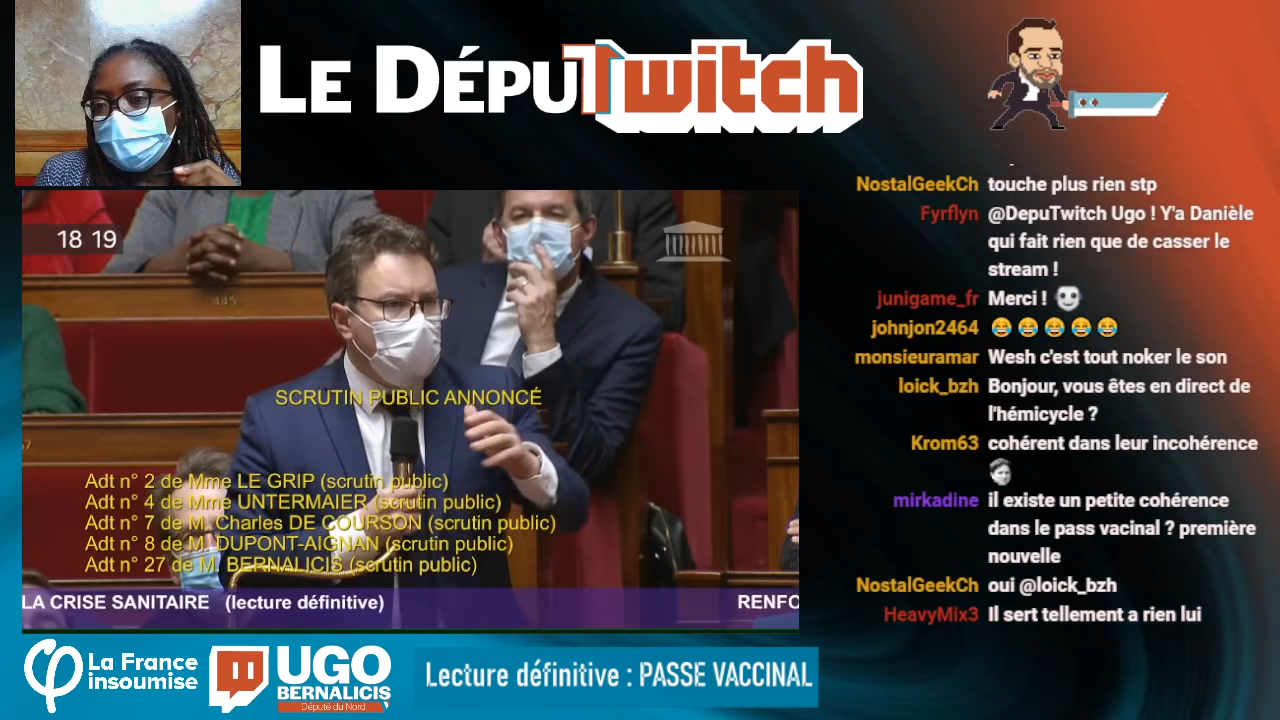 LE DÉPUTwitch
18 19
445
SCRUTIN PUBLIC ANNONCÉ
Adt n° 2 de Mme LE GRIP (scrutin public)
Adt n° 4 de Mme UNTERMAIER (scrutin public)
Adt n° 7 de M. Charles DE COURSON (scrutin public)
Adt n° 8 de M. DUPONT-AIGNAN (scrutin public)
Adt n° 27 de M. BERNALICIS (scrutin public)
LA CRISE SANITAIRE (lecture définitive) RENFO
NostalGeekCh touche plus rien stp
Fyrflyn @DepuTwitch Ugo ! Y'a Danièle
qui fait rien que de casser le
stream !
junigame_fr Merci !
johnjon2464 😂 😂 😂 😂 😂
monsieuramar Wesh c'est tout noker le son
loick_bzh Bonjour, vous êtes en direct de
l'hémicycle ?
Krom63 cohérent dans leur incohérence
mirkadine il existe un petite cohérence
dans le pass vacinal ? première
nouvelle
NostalGeekCh oui @loick_bzh
HeavyMix3 Il sert tellement a rien lui
La France
insoumise
UGO
BERNALICIS
Député du Nord
Lecture définitive : PASSE VACCINAL